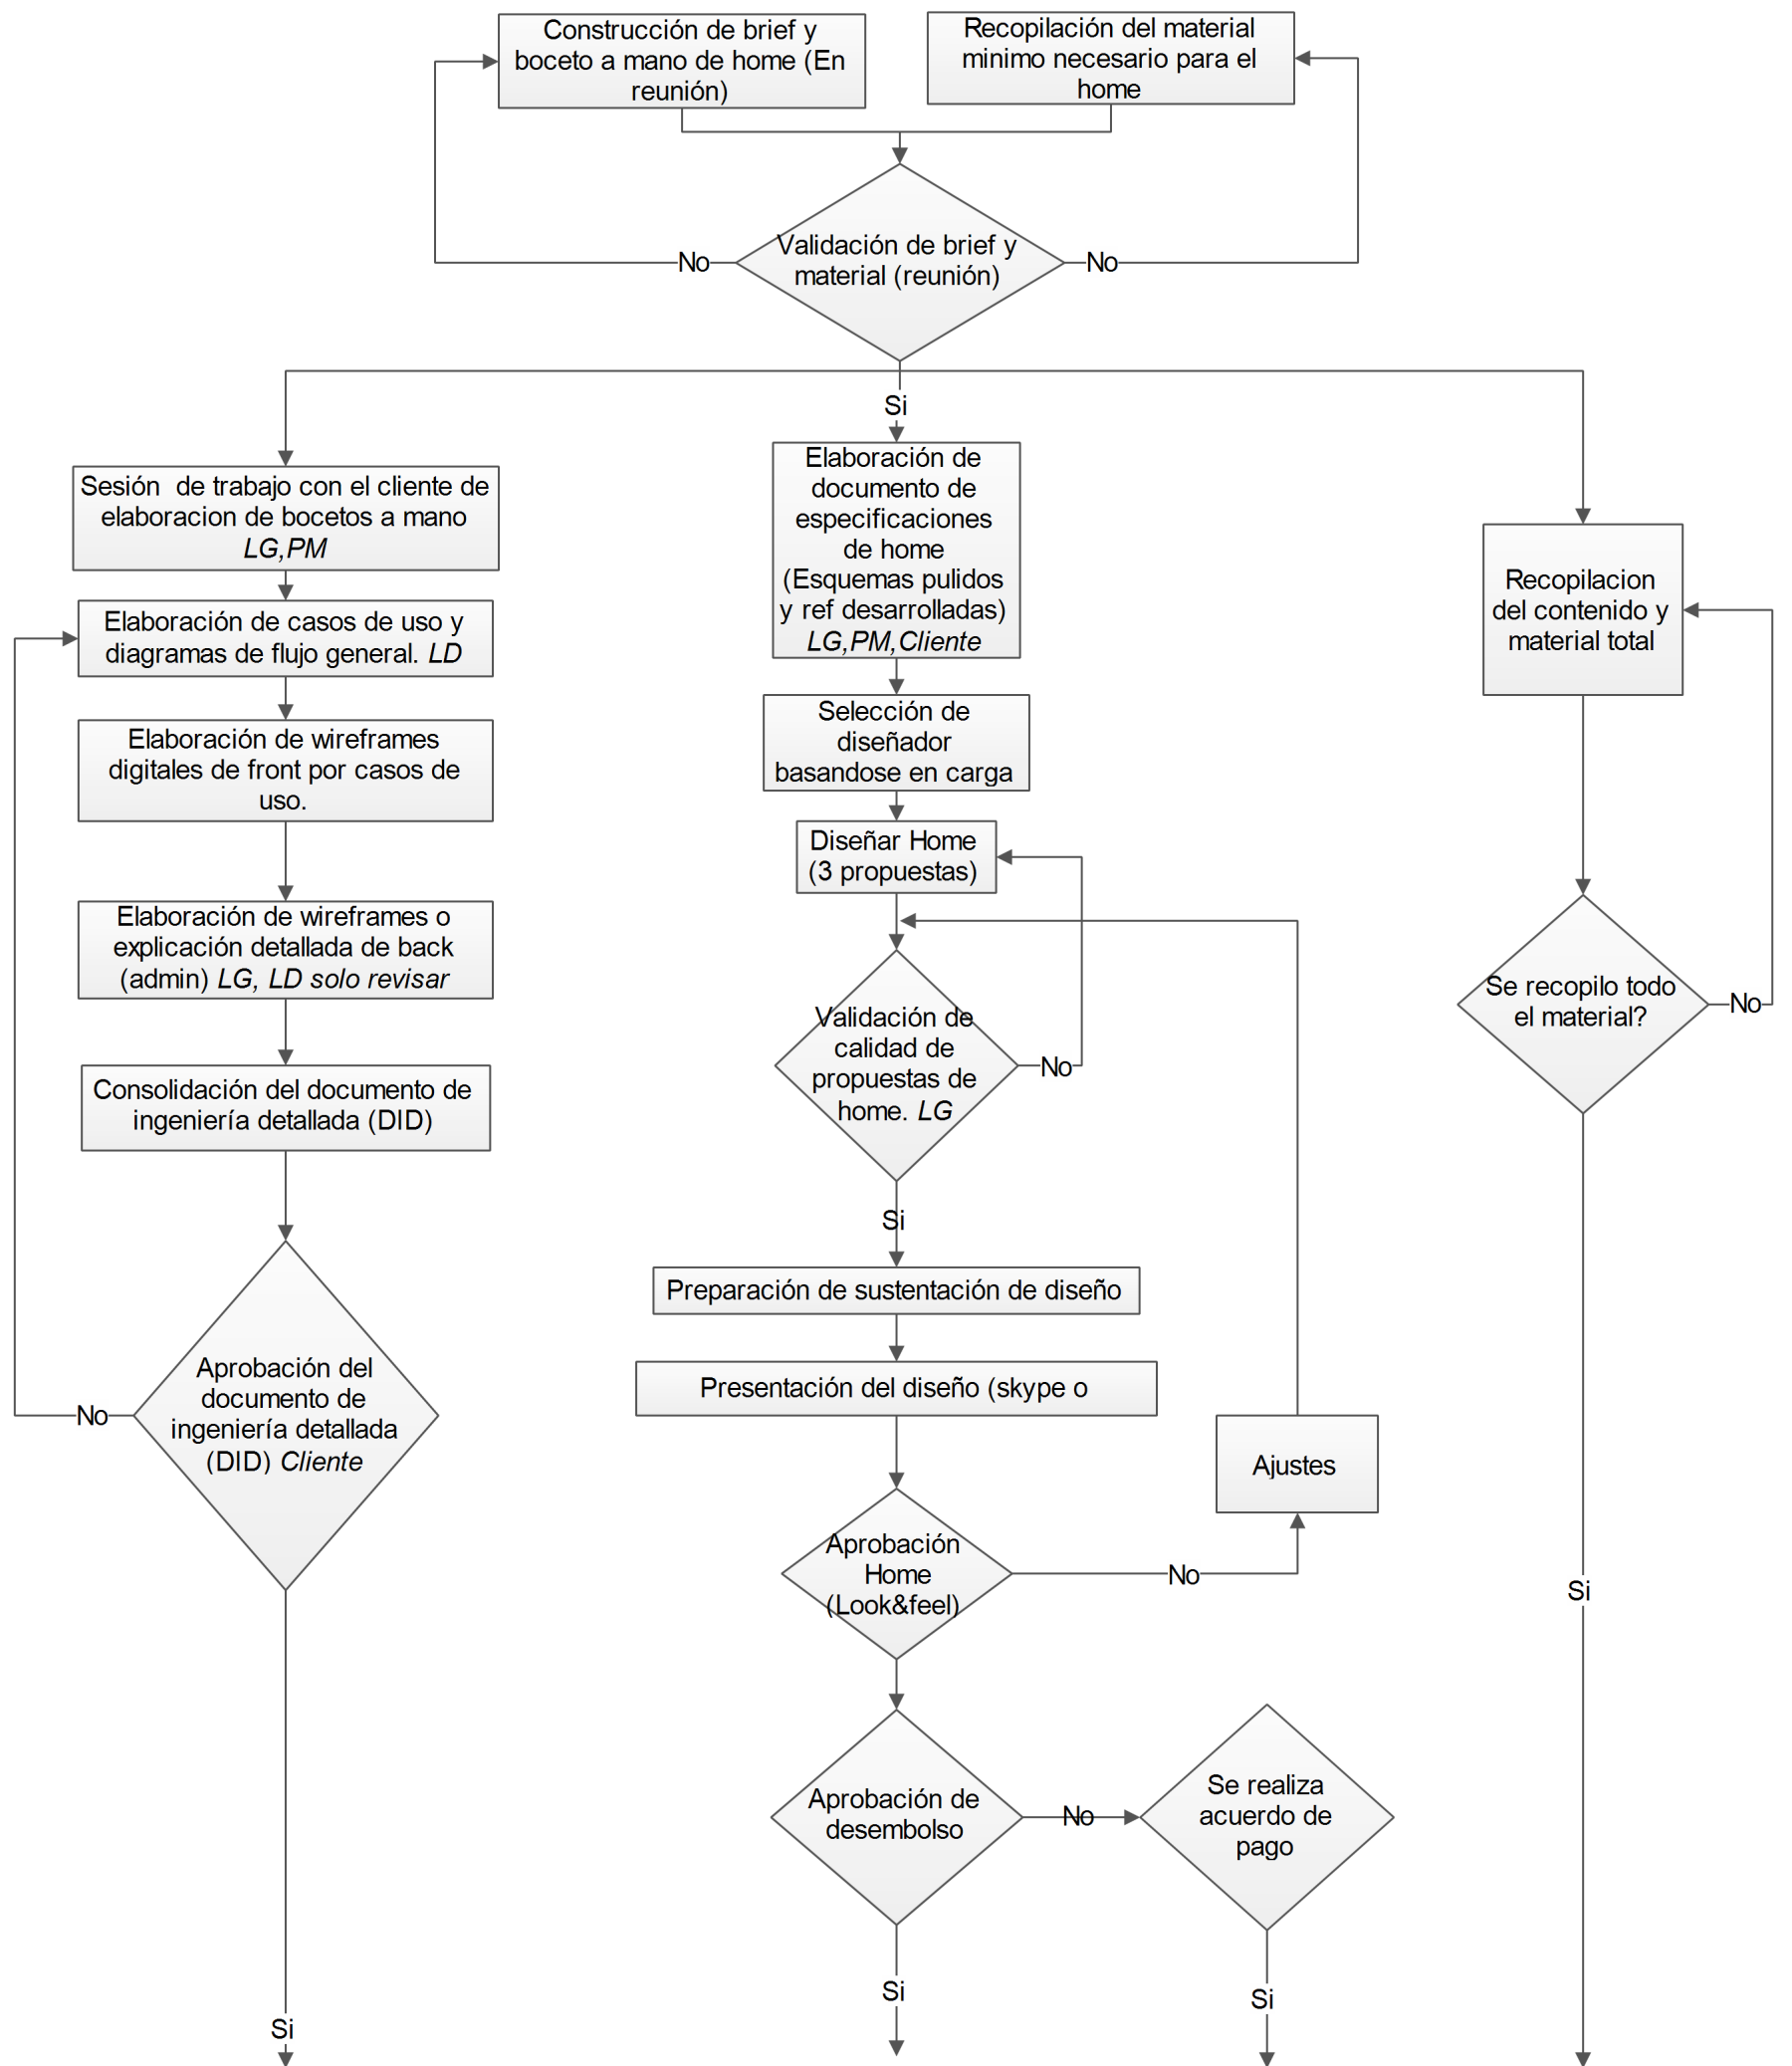 Construcción de brief y
boceto a mano de home (En
reunión)
Recopilación del material
minimo necesario para el
home
Validación de brief y
material (reunión)
No
No
Si
Sesión  de trabajo con el cliente de
elaboracion de bocetos a mano
LG,PM
Elaboración de casos de uso y
diagramas de flujo general. LD
Elaboración de wireframes
digitales de front por casos de
uso.
Elaboración de wireframes o
explicación detallada de back
(admin) LG, LD solo revisar
Consolidación del documento de
ingeniería detallada (DID)
Aprobación del
documento de
ingeniería detallada
(DID) Cliente
No
Si
Elaboración de
documento de
especificaciones
de home
(Esquemas pulidos
y ref desarrolladas)
LG,PM,Cliente
Selección de
diseñador
basandose en carga
Diseñar Home
(3 propuestas)
Validación de
calidad de
propuestas de
home. LG
No
Si
Preparación de sustentación de diseño
Presentación del diseño (skype o
Ajustes
Aprobación
Home
(Look&feel)
No
Aprobación de
desembolso
No
Se realiza
acuerdo de
pago
Si
Si
Recopilacion
del contenido y
material total
Se recopilo todo
el material?
No
Si